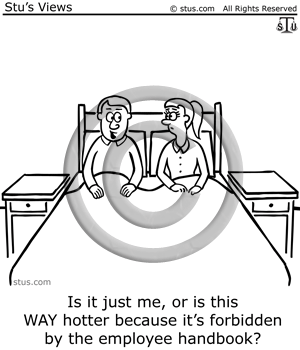 Stu's Views
© stus.com All Rights Reserved
STU
stus.com
Is it just me, or is this
WAY hotter because it's forbidden
by the employee handbook?